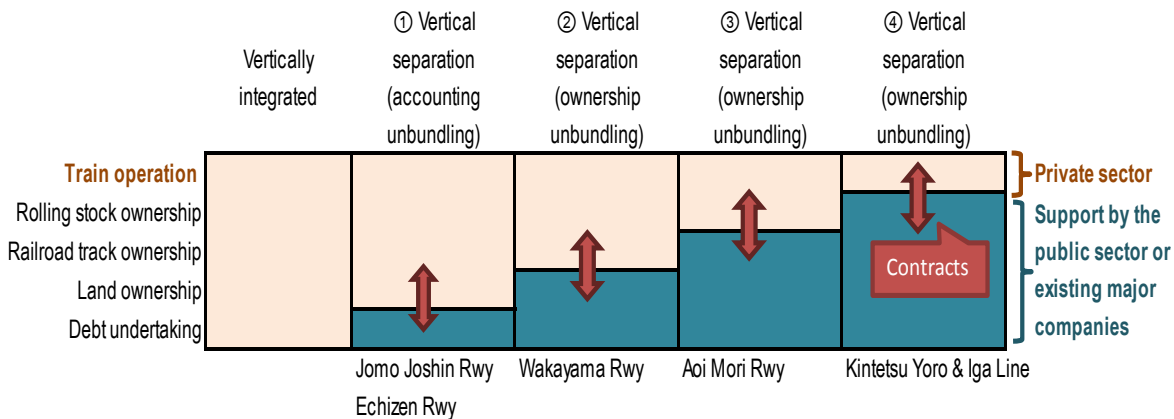 Vertically
integrated
① Vertical
separation
(accounting
unbundling)
② Vertical
separation
(ownership
unbundling)
③ Vertical
separation
(ownership
unbundling)
④ Vertical
separation
(ownership
unbundling)
Train operation
Rolling stock ownership
Railroad track ownership
Land ownership
Debt undertaking
Private sector
Support by the
public sector or
existing major
companies
Contracts
Jomo Joshin Rwy
Echizen Rwy
Wakayama Rwy
Aoi Mori Rwy
Kintetsu Yoro & Iga Line